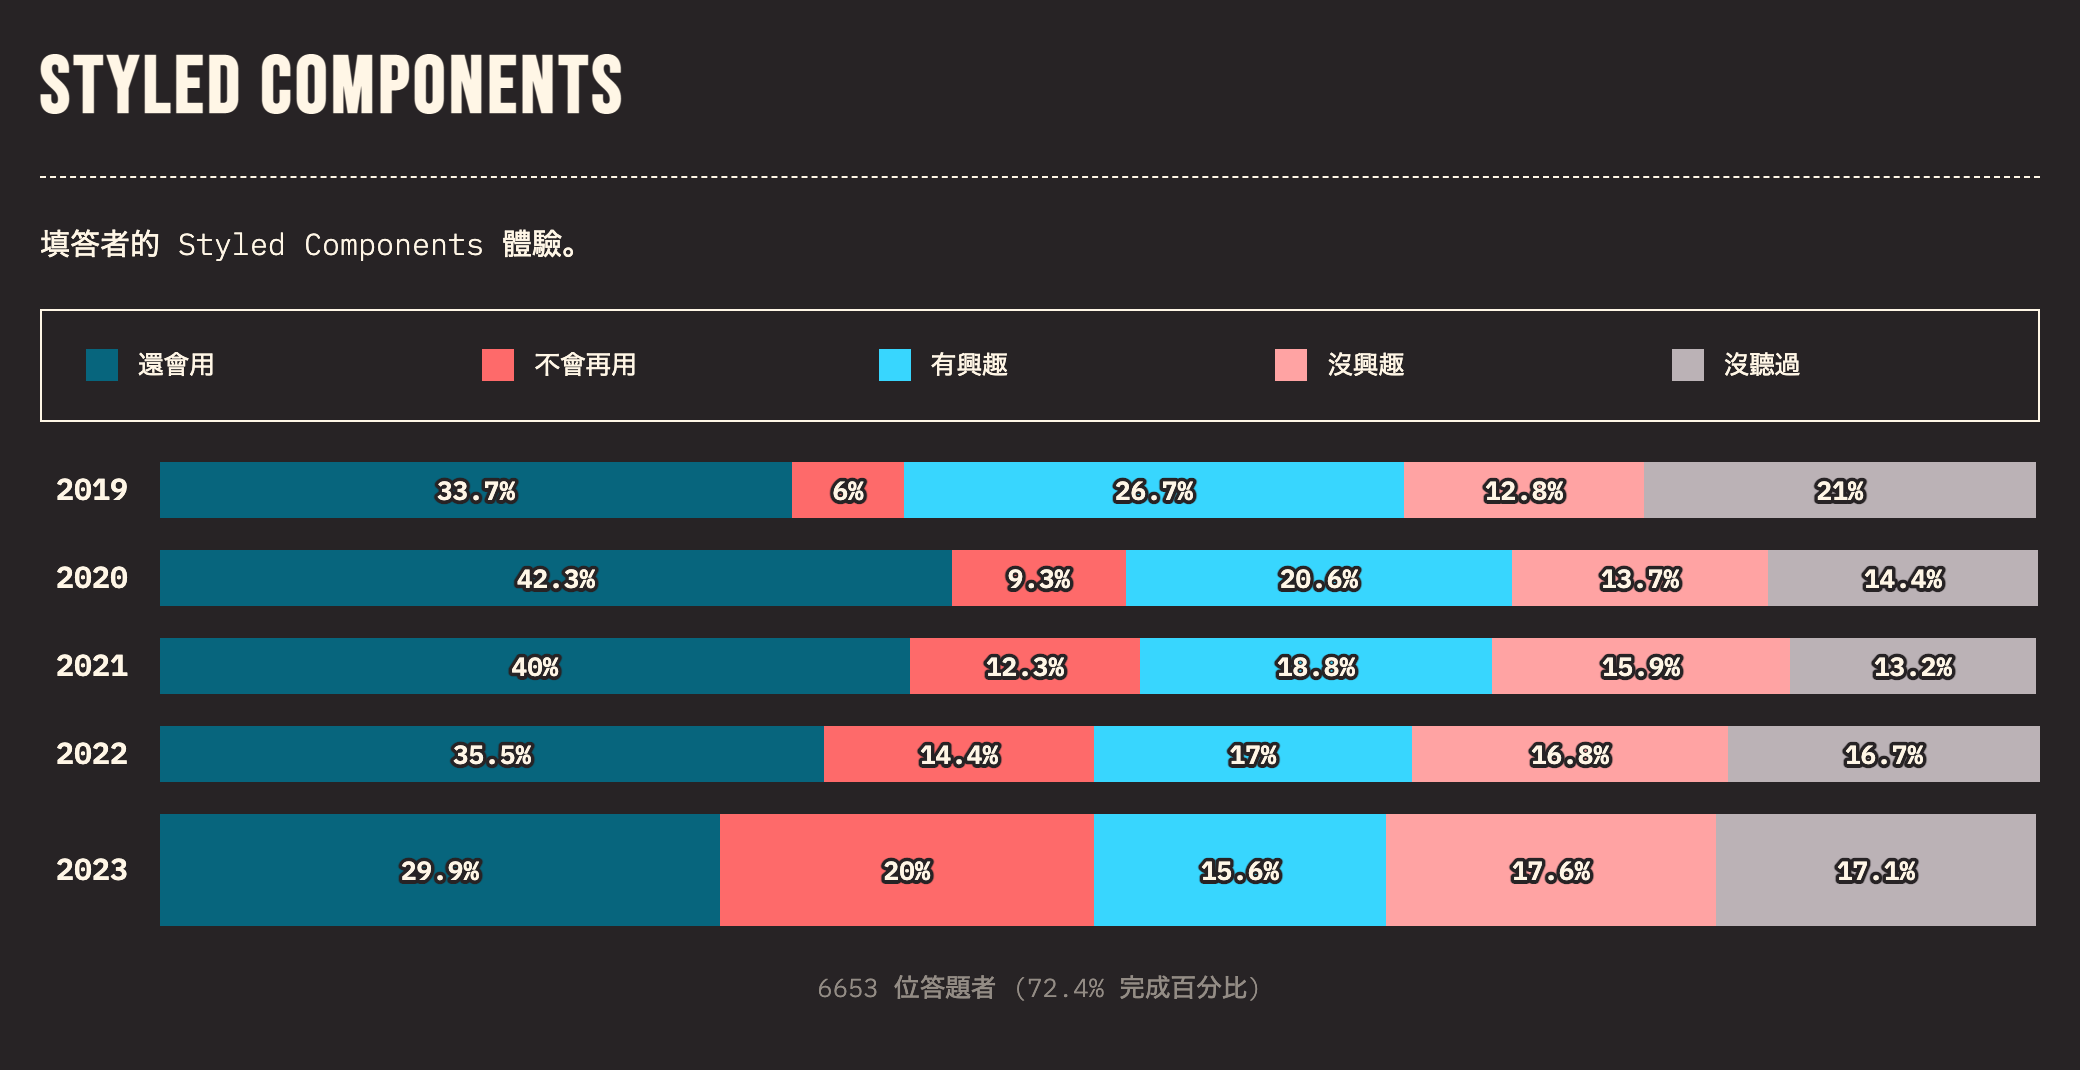 STYLED COMPONENTS
填答者的 Styled Components 體驗。
還會用 不會再用 有興趣 沒興趣 沒聽過
2019 33.7% 6% 26.7% 12.8% 21%
2020 42.3% 9.3% 20.6% 13.7% 14.4%
2021 40% 12.3% 18.8% 15.9% 13.2%
2022 35.5% 14.4% 17% 16.8% 16.7%
2023 29.9% 20% 15.6% 17.6% 17.1%
6653 位答題者 (72.4% 完成百分比)